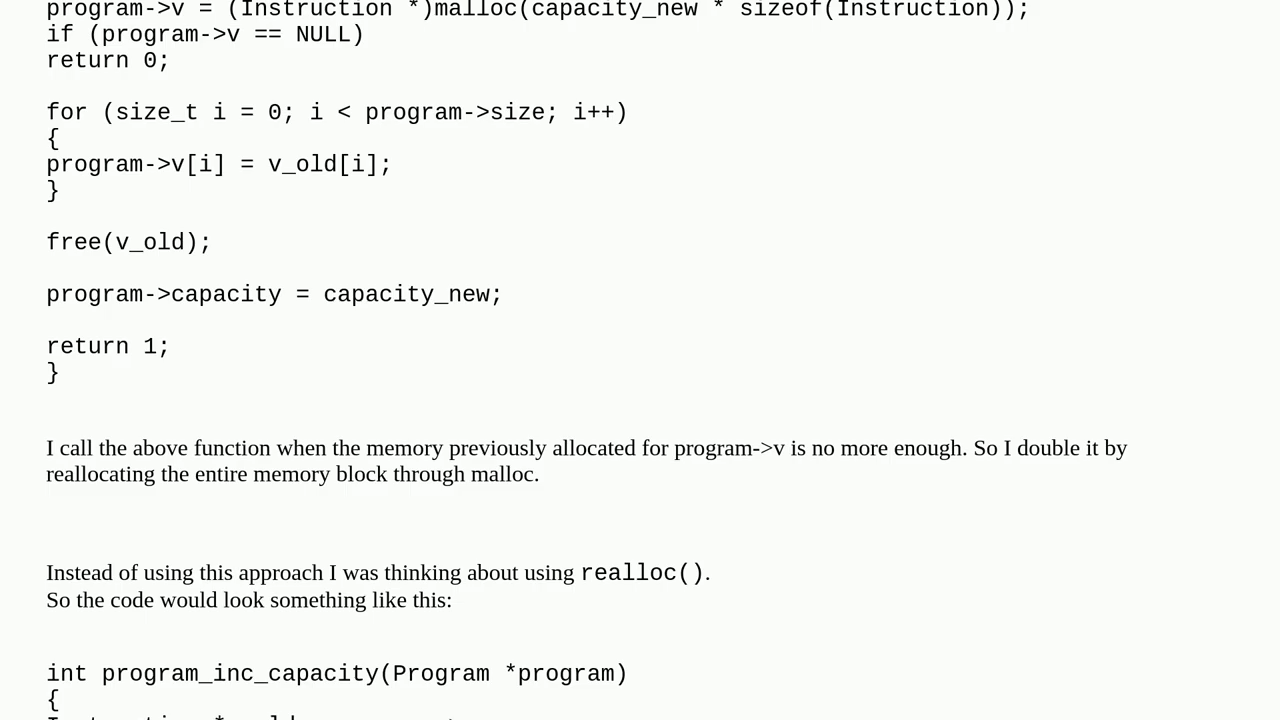 program->v = (Instruction *)malloc(capacity_new * sizeof(Instruction));
if (program->v == NULL)
return 0;
for (size_t i = 0; i < program->size; i++)
{
program->v[i] = v_old[i];
}
free(v_old);
program->capacity = capacity_new;
return 1;
}
I call the above function when the memory previously allocated for program->v is no more enough. So I double it by
reallocating the entire memory block through malloc.
Instead of using this approach I was thinking about using realloc().
So the code would look something like this:
int program_inc_capacity(Program *program)
{